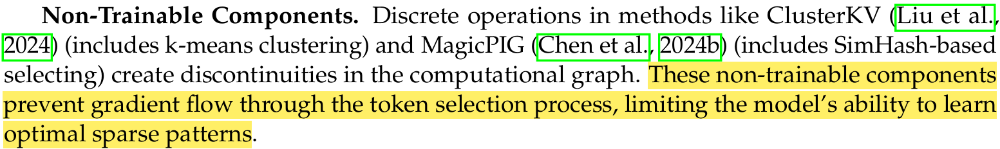 Non-Trainable Components. Discrete operations in methods like ClusterKV (Liu et al.,
2024) (includes k-means clustering) and MagicPIG (Chen et al., 2024b) (includes SimHash-based
selecting) create discontinuities in the computational graph. These non-trainable components
prevent gradient flow through the token selection process, limiting the model's ability to learn
optimal sparse patterns.